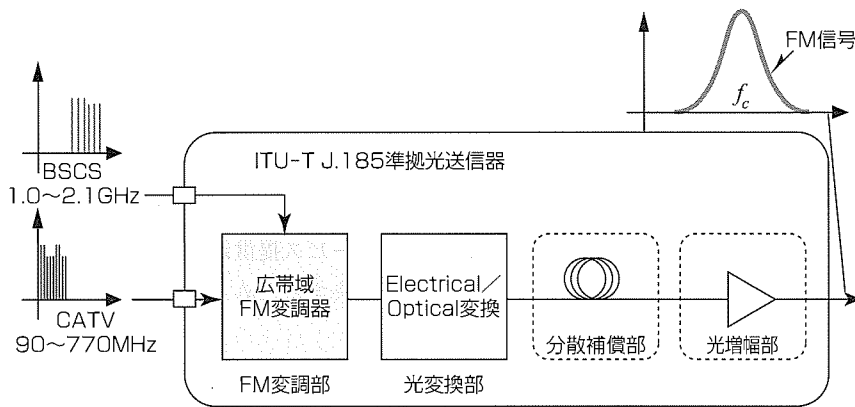 FM信号
fc
BSCS
1.0〜2.1GHz
CATV
90〜770MHz
ITU-T J.185準拠光送信器
広帯域
FM変調器
FM変調部
Electrical／
Optical変換
光変換部
分散補償部
光増幅部